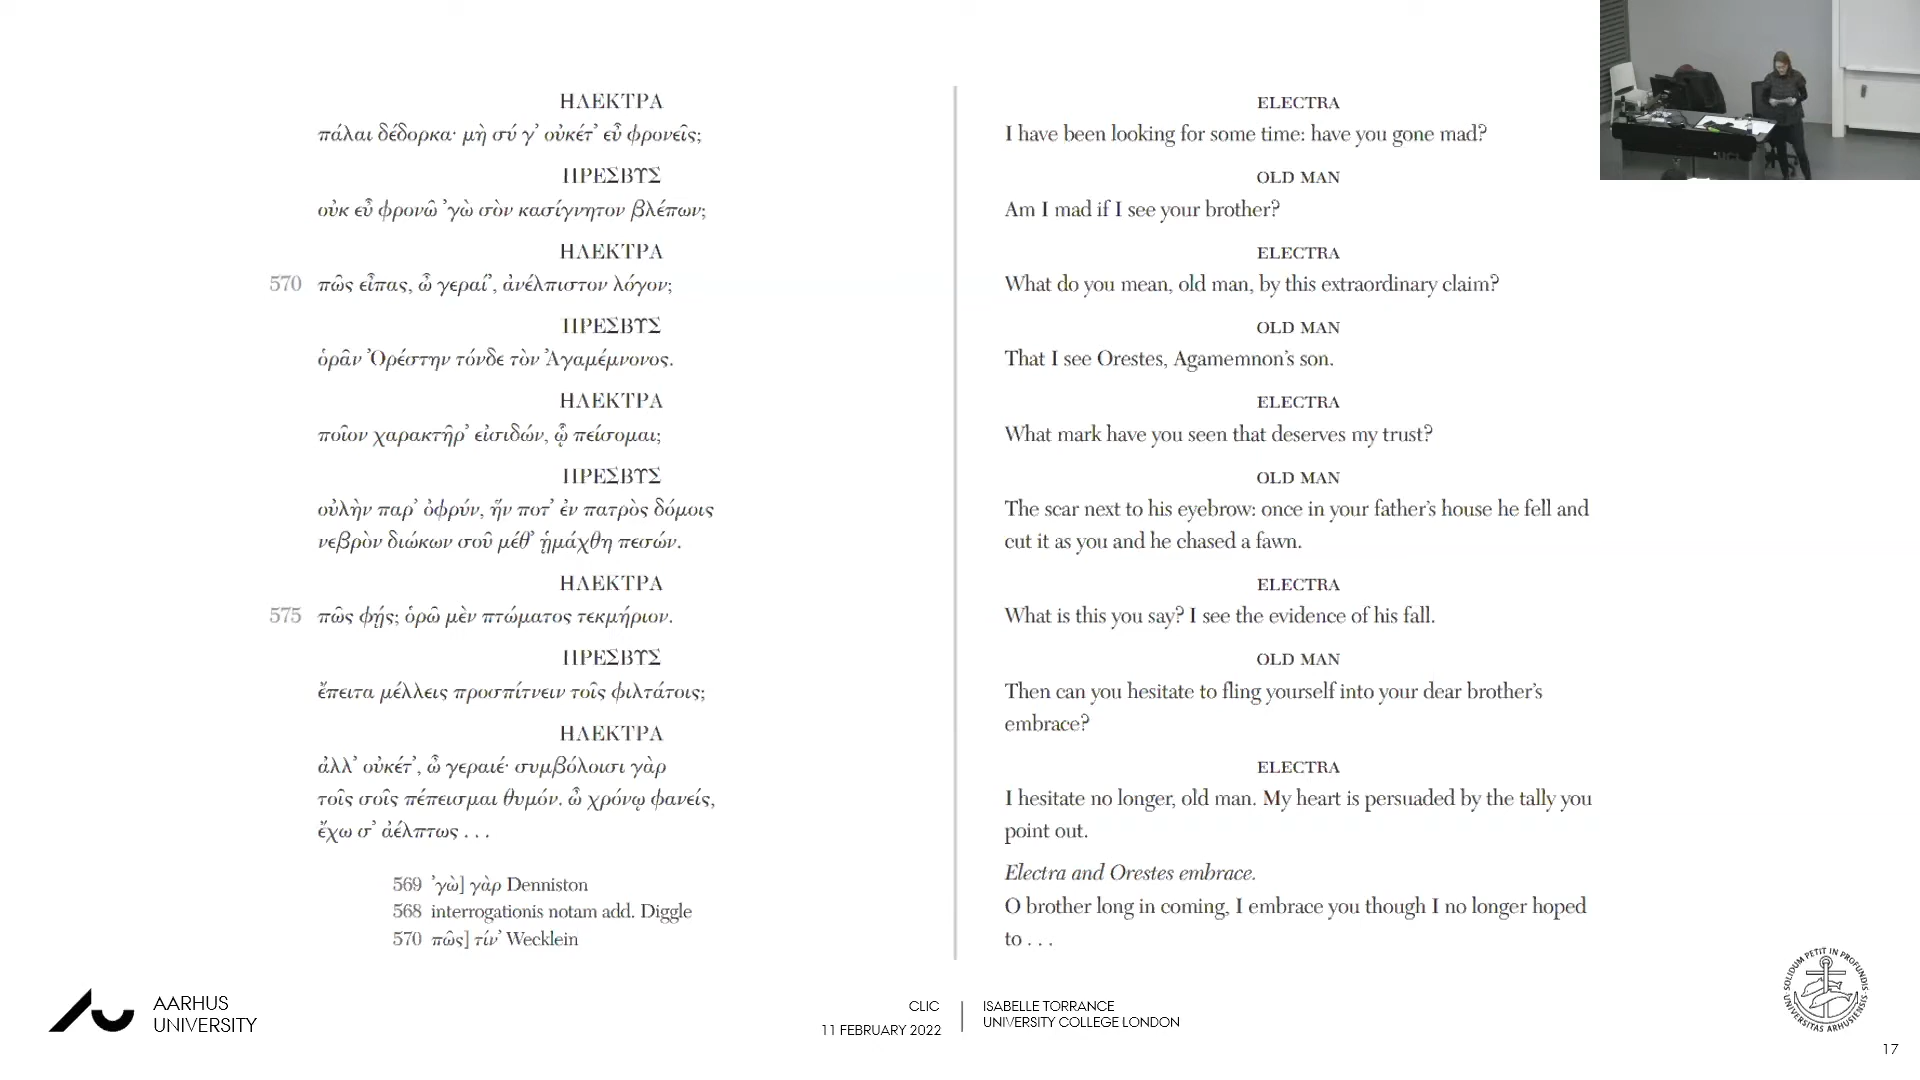 ΗΛΕΚΤΡΑ
πάλαι δέδορκα· μὴ σύ γ’ οὐκέτ’ εὖ φρονεῖς;
ΠΡΕΣΒΥΣ
οὐκ εὖ φρονῶ ’γὼ σὸν κασίγνητον βλέπων;
ΗΛΕΚΤΡΑ
570 πῶς εἶπας, ὦ γεραί’, ἀνέλπιστον λόγον;
ΠΡΕΣΒΥΣ
ὁρᾶν Ὀρέστην τόνδε τὸν Ἀγαμέμνονος.
ΗΛΕΚΤΡΑ
ποῖον χαρακτῆρ’ εἰσιδών, ᾧ πείσομαι;
ΠΡΕΣΒΥΣ
οὐλὴν παρ’ ὀφρύν, ἥν ποτ’ ἐν πατρὸς δόμοις
νεβρὸν διώκων σοῦ μέθ’ ᾑμάχθη πεσών.
ΗΛΕΚΤΡΑ
575 πῶς φῄς; ὁρῶ μὲν πτώματος τεκμήριον.
ΠΡΕΣΒΥΣ
ἔπειτα μέλλεις προσπίτνειν τοῖς φιλτάτοις;
ΗΛΕΚΤΡΑ
ἀλλ’ οὐκέτ’, ὦ γεραιέ· συμβόλοισι γὰρ
τοῖς σοῖς πέπεισμαι θυμόν. ὦ χρόνῳ φανείς,
ἔχω σ’ ἀέλπτως . . .
569 ’γὼ] γὰρ Denniston
568 interrogationis notam add. Diggle
570 πῶς] τίν’ Wecklein
ELECTRA
I have been looking for some time: have you gone mad?
OLD MAN
Am I mad if I see your brother?
ELECTRA
What do you mean, old man, by this extraordinary claim?
OLD MAN
That I see Orestes, Agamemnon’s son.
ELECTRA
What mark have you seen that deserves my trust?
OLD MAN
The scar next to his eyebrow: once in your father’s house he fell and
cut it as you and he chased a fawn.
ELECTRA
What is this you say? I see the evidence of his fall.
OLD MAN
Then can you hesitate to fling yourself into your dear brother’s
embrace?
ELECTRA
I hesitate no longer, old man. My heart is persuaded by the tally you
point out.
Electra and Orestes embrace.
O brother long in coming, I embrace you though I no longer hoped
to . . .
AARHUS
UNIVERSITY
CLIC
11 FEBRUARY 2022
ISABELLE TORRANCE
UNIVERSITY COLLEGE LONDON
SOLIDUM PETIT IN PROFUNDIS
UNIVERSITAS ARHUSIENSIS
17